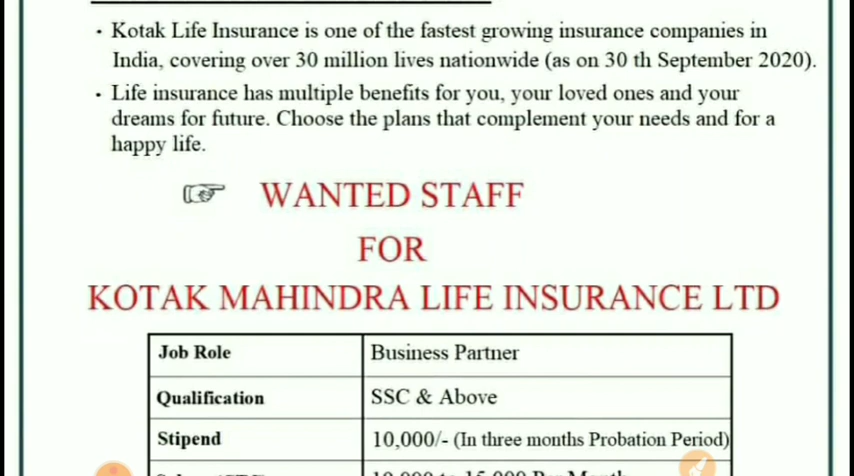 • Kotak Life Insurance is one of the fastest growing insurance companies in
India, covering over 30 million lives nationwide (as on 30 th September 2020).
• Life insurance has multiple benefits for you, your loved ones and your
dreams for future. Choose the plans that complement your needs and for a
happy life.
☞ WANTED STAFF
FOR
KOTAK MAHINDRA LIFE INSURANCE LTD
Job Role Business Partner
Qualification SSC & Above
Stipend 10,000/- (In three months Probation Period)
Per Month